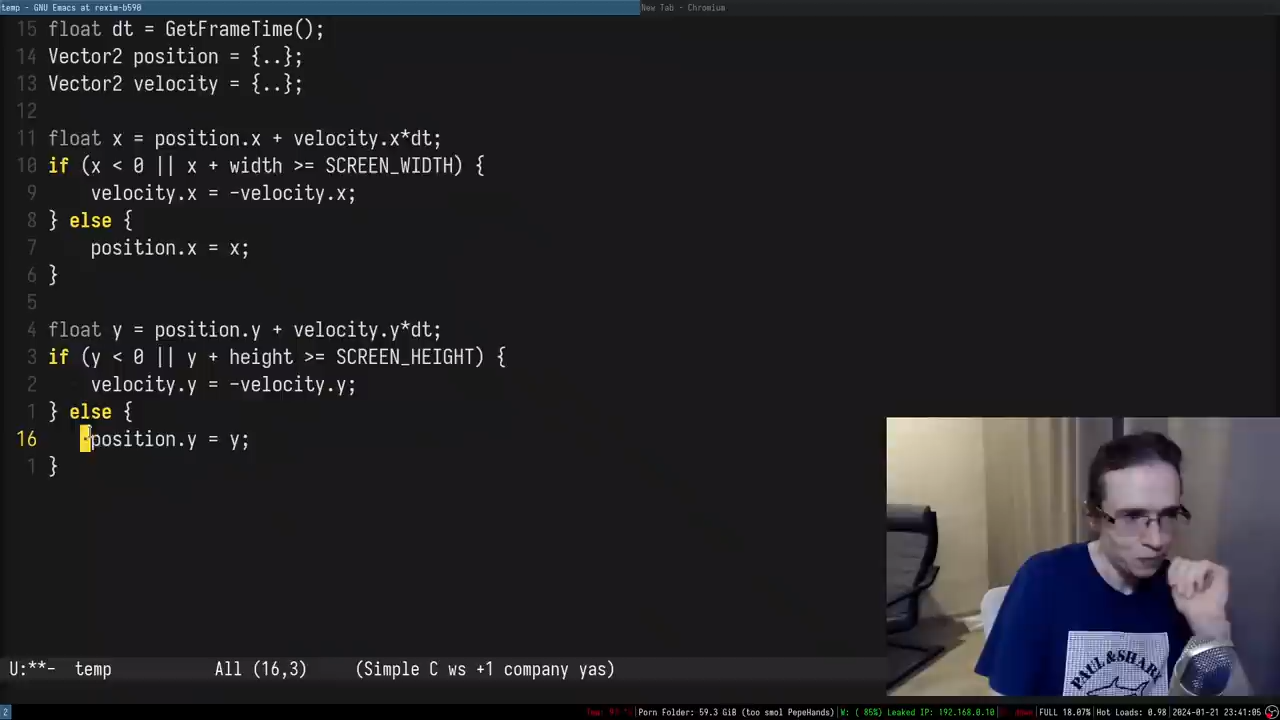 temp - GNU Emacs at rexim-b590
New Tab - Chromium
15 float dt = GetFrameTime();
14 Vector2 position = {..};
13 Vector2 velocity = {..};
12
11 float x = position.x + velocity.x*dt;
10 if (x < 0 || x + width >= SCREEN_WIDTH) {
9 velocity.x = -velocity.x;
8 } else {
7 position.x = x;
6 }
5
4 float y = position.y + velocity.y*dt;
3 if (y < 0 || y + height >= SCREEN_HEIGHT) {
2 velocity.y = -velocity.y;
1 } else {
16 position.y = y;
1 }
PAUL & SHARK
U:**- temp All (16,3) (Simple C ws +1 company yas)
2
Porn Folder: 59.3 GiB (too smol PepeHands) W: ( 85%) Leaked IP: 192.168.0.10 down FULL 18.07% Hot Loads: 0.98 2024-01-21 23:41:05